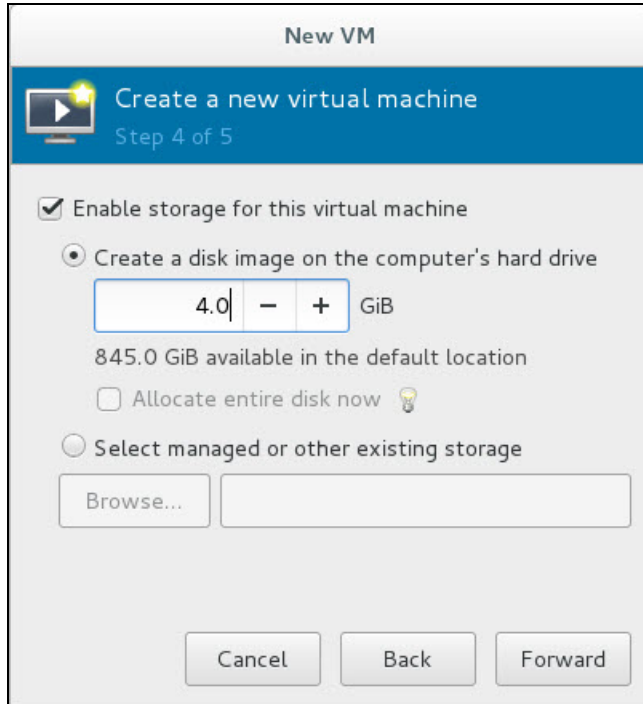 New VM
Create a new virtual machine
Step 4 of 5
Enable storage for this virtual machine
Create a disk image on the computer's hard drive
4.0 − + GiB
845.0 GiB available in the default location
Allocate entire disk now
Select managed or other existing storage
Browse...
Cancel Back Forward